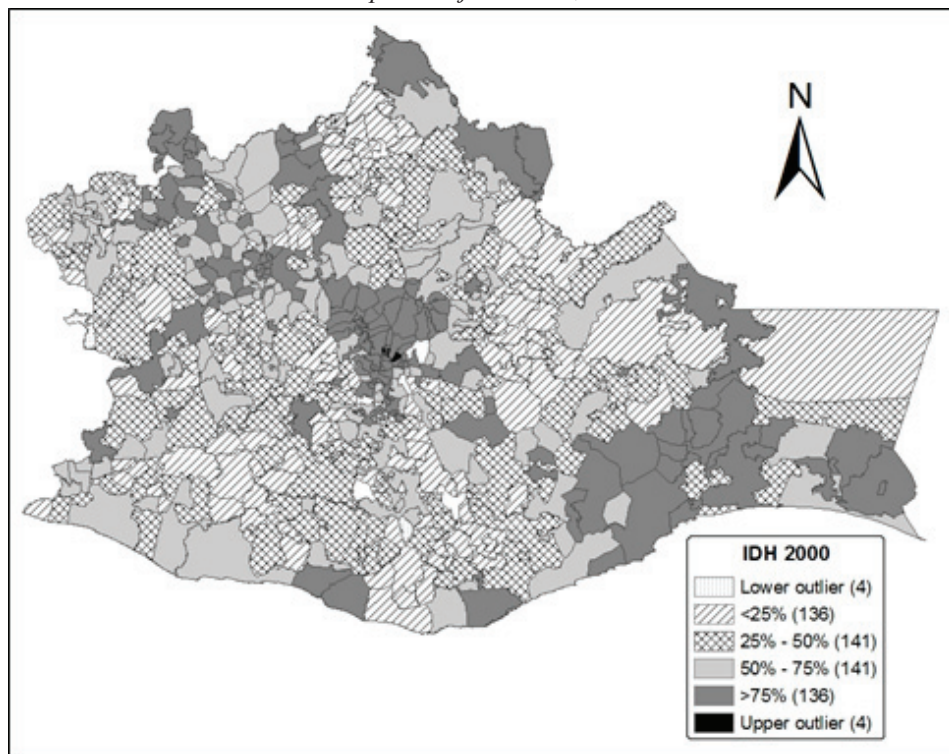 N
IDH 2000
Lower outlier (4)
<25% (136)
25% - 50% (141)
50% - 75% (141)
>75% (136)
Upper outlier (4)